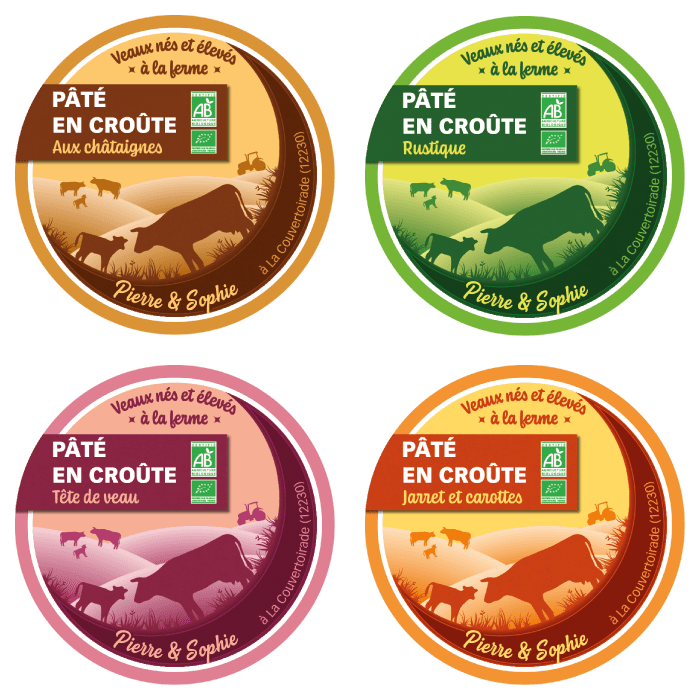 Veaux nés et élevés
à la ferme
PÂTÉ
EN CROÛTE
Aux châtaignes
AB
à La Couvertoirade (12230)
Pierre & Sophie
Veaux nés et élevés
à la ferme
PÂTÉ
EN CROÛTE
Rustique
AB
à La Couvertoirade (12230)
Pierre & Sophie
Veaux nés et élevés
à la ferme
PÂTÉ
EN CROÛTE
Tête de veau
AB
à La Couvertoirade (12230)
Pierre & Sophie
Veaux nés et élevés
à la ferme
PÂTÉ
EN CROÛTE
Jarret et carottes
AB
à La Couvertoirade (12230)
Pierre & Sophie